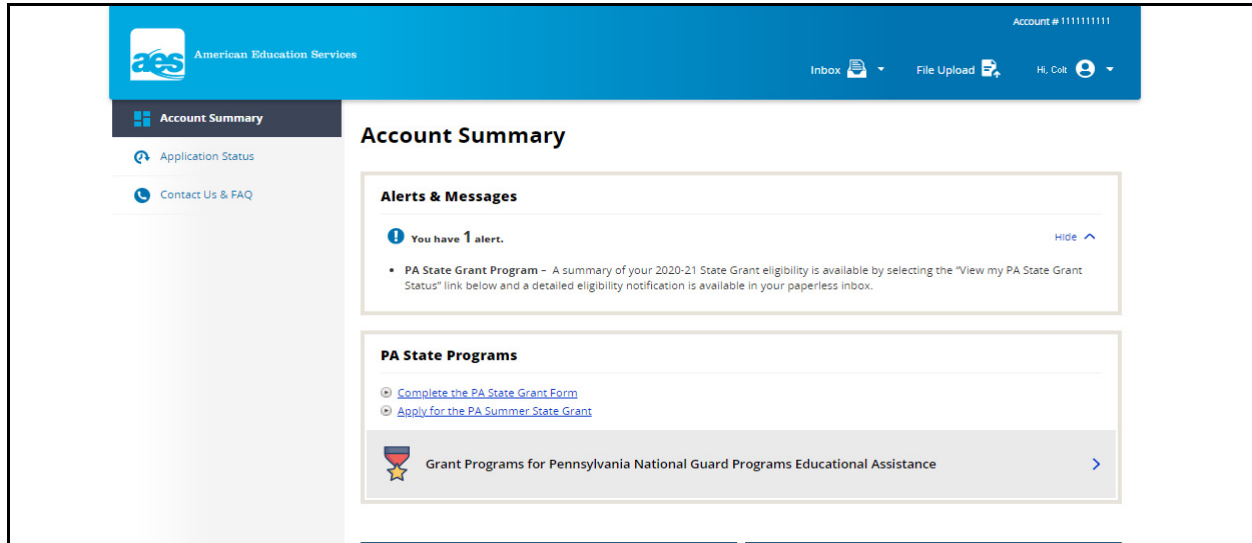 Account # 1111111111
aes
American Education Services
Inbox
File Upload
Hi, Colt
Account Summary
Application Status
Contact Us & FAQ
Account Summary
Alerts & Messages
You have 1 alert.
Hide
PA State Grant Program – A summary of your 2020-21 State Grant eligibility is available by selecting the "View my PA State Grant
Status" link below and a detailed eligibility notification is available in your paperless inbox.
PA State Programs
Complete the PA State Grant Form
Apply for the PA Summer State Grant
Grant Programs for Pennsylvania National Guard Programs Educational Assistance